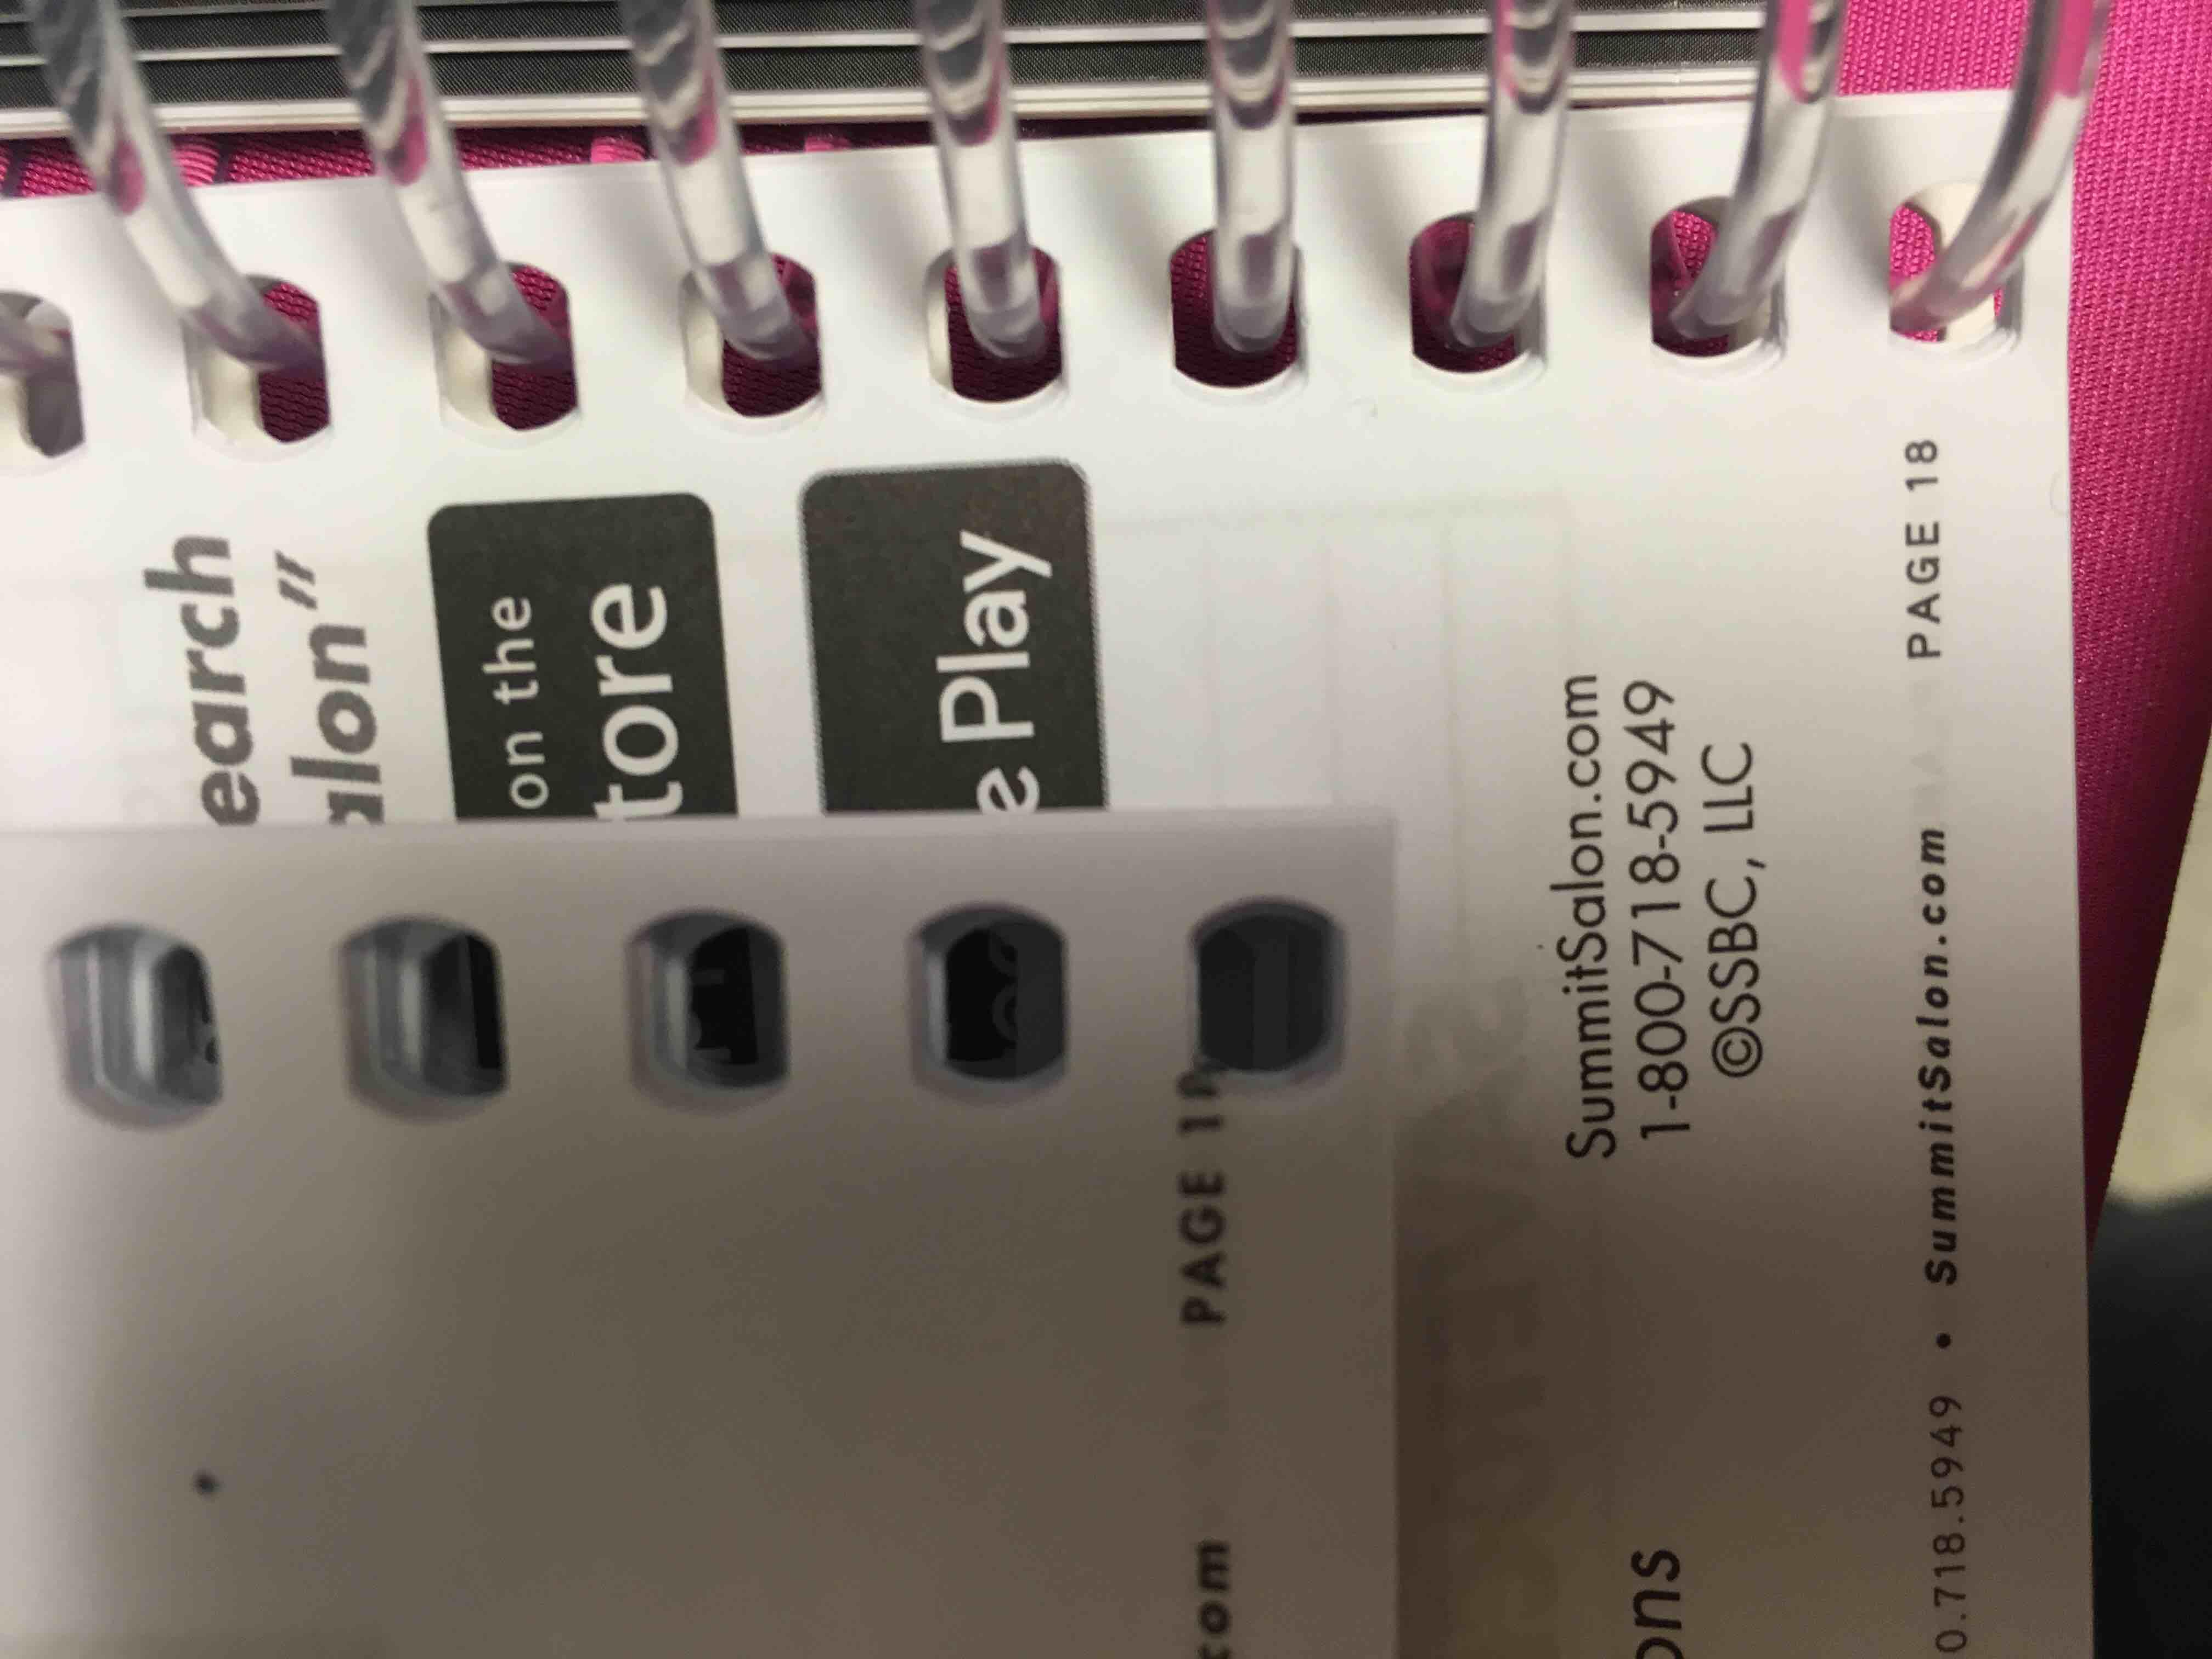 earch
alon"
on the
tore
e Play
SummitSalon.com
1-800-718-5949
©SSBC, LLC
ons
0.718.5949 • SummitSalon.com PAGE 18
com PAGE